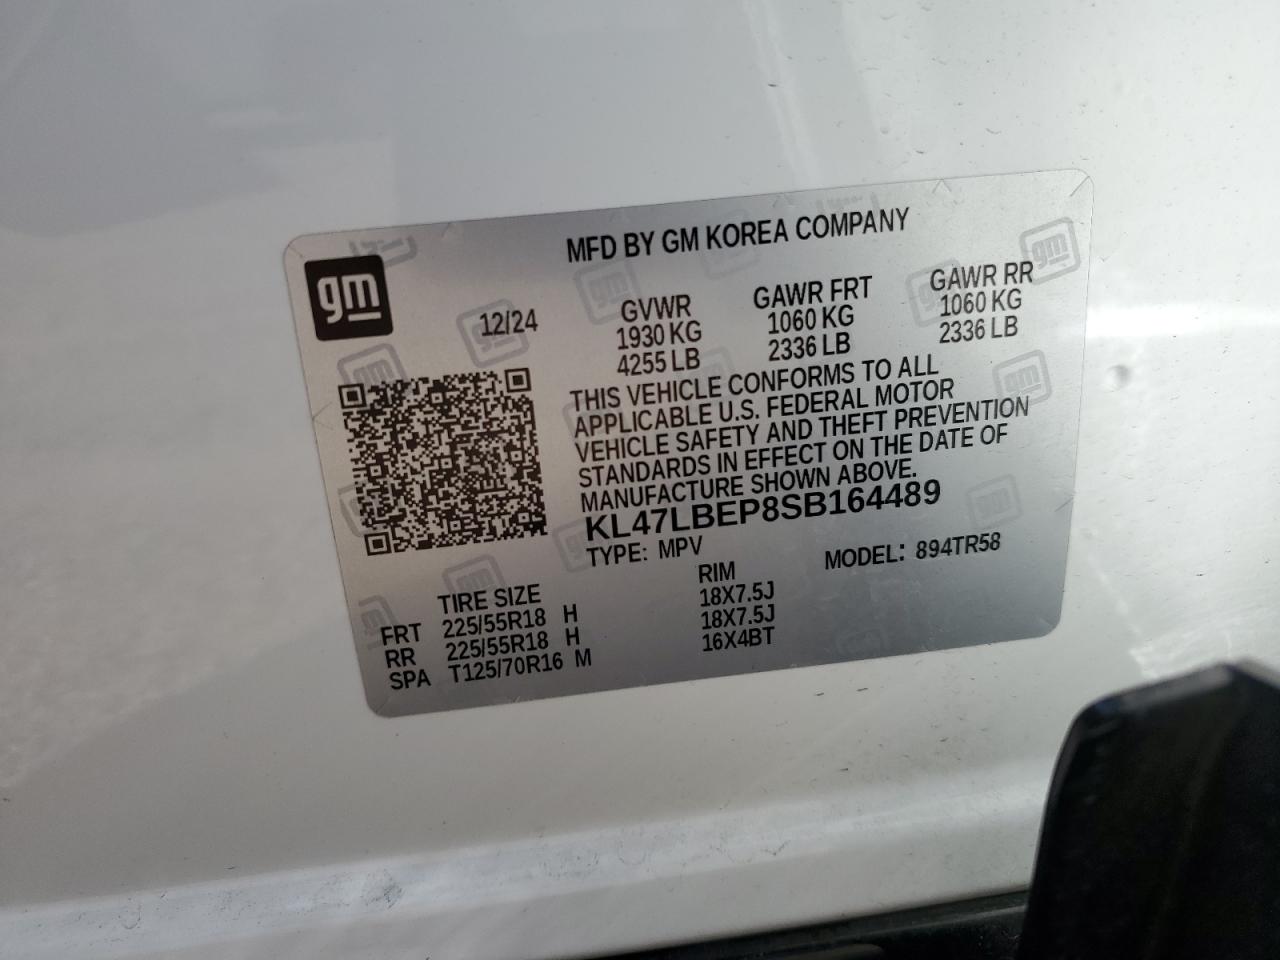 MFD BY GM KOREA COMPANY
gm
12/24
GVWR
1930 KG
4255 LB
GAWR FRT
1060 KG
2336 LB
GAWR RR
1060 KG
2336 LB
THIS VEHICLE CONFORMS TO ALL
APPLICABLE U.S. FEDERAL MOTOR
VEHICLE SAFETY AND THEFT PREVENTION
STANDARDS IN EFFECT ON THE DATE OF
MANUFACTURE SHOWN ABOVE.
KL47LBEP8SB164489
TYPE: MPV MODEL: 894TR58
TIRE SIZE RIM
FRT 225/55R18 H 18X7.5J
RR 225/55R18 H 18X7.5J
SPA T125/70R16 M 16X4BT